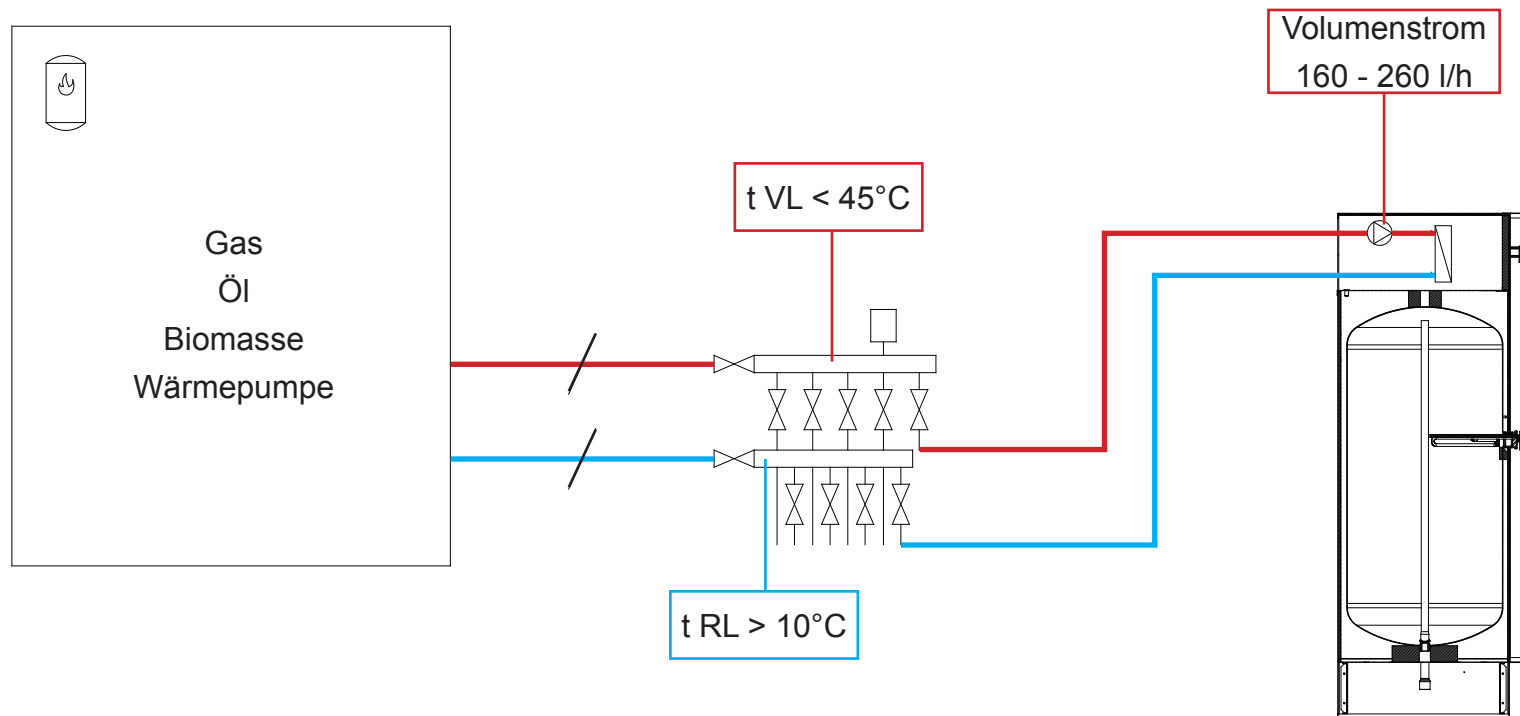 Gas
Öl
Biomasse
Wärmepumpe
t VL < 45°C
t RL > 10°C
Volumenstrom
160 - 260 l/h